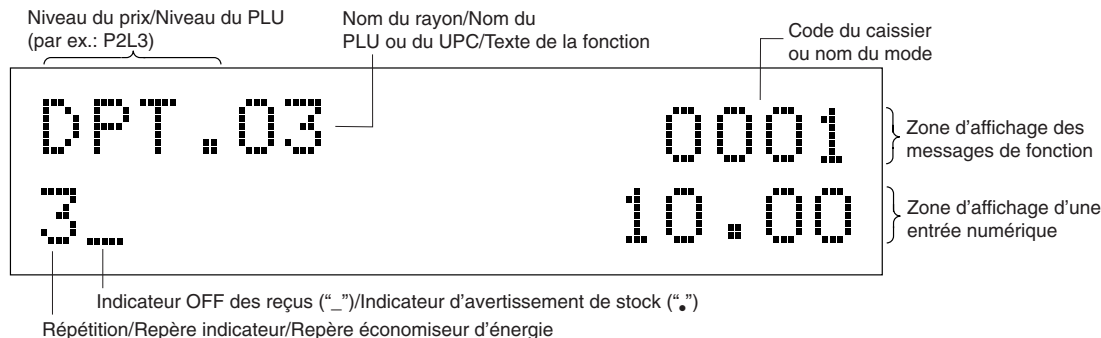 Niveau du prix/Niveau du PLU
(par ex.: P2L3)
Nom du rayon/Nom du
PLU ou du UPC/Texte de la fonction
Code du caissier
ou nom du mode
DPT.03 0001
Zone d'affichage des
messages de fonction
3_ 10.00
Zone d'affichage d'une
entrée numérique
Indicateur OFF des reçus (“_”)/Indicateur d'avertissement de stock (“.”)
Répétition/Repère indicateur/Repère économiseur d'énergie